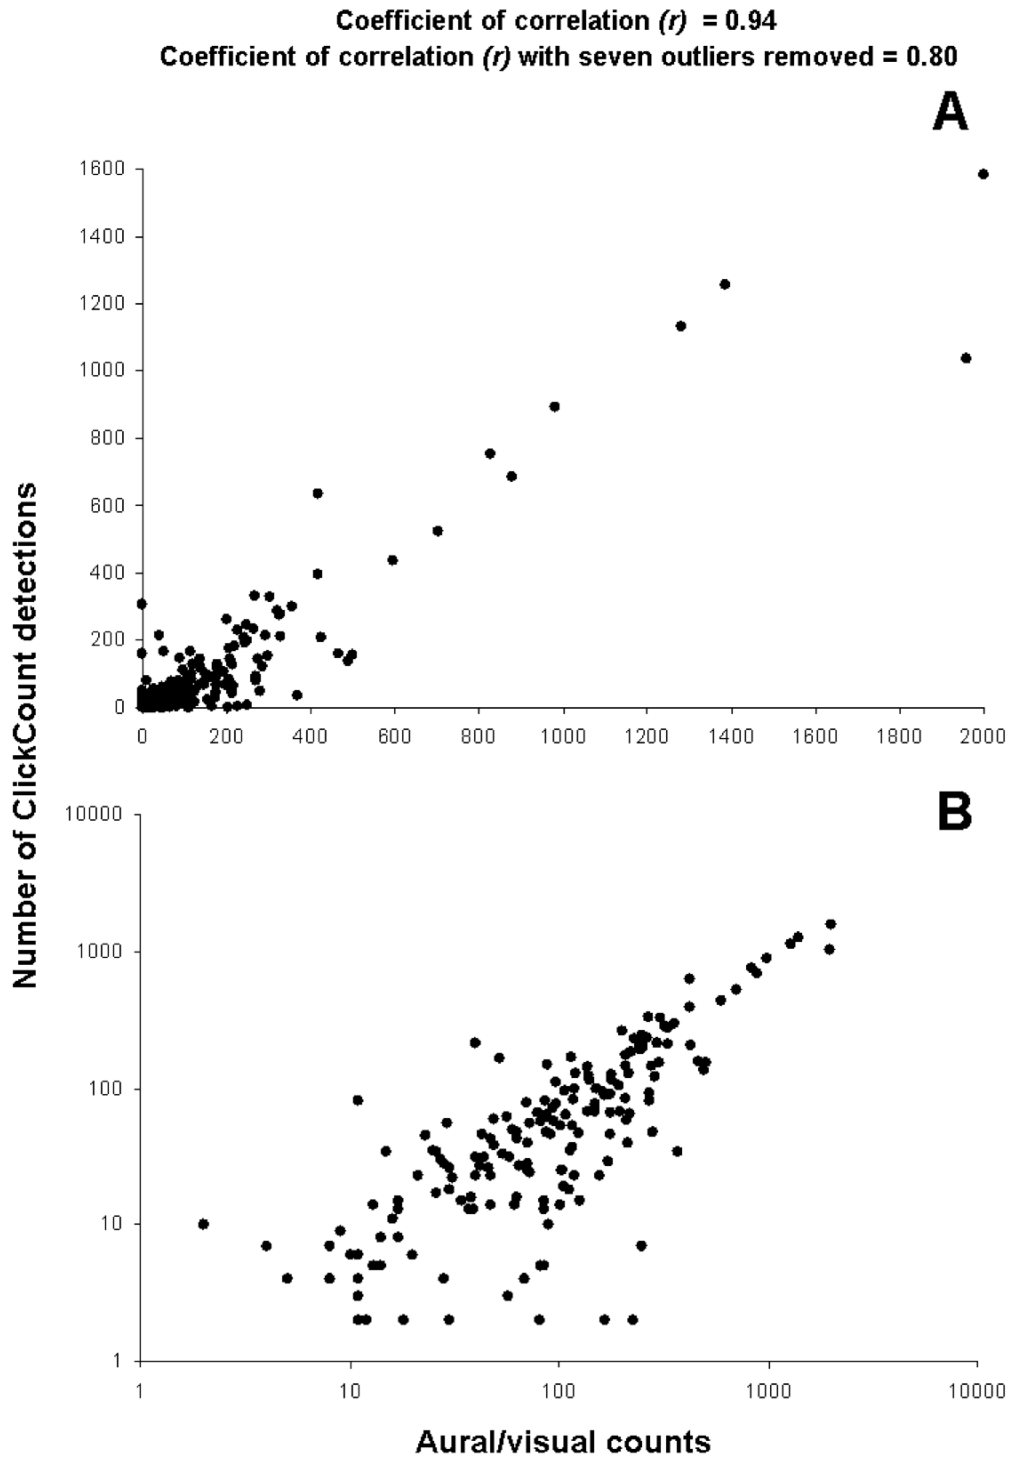 Coefficient of correlation (r) = 0.94
Coefficient of correlation (r) with seven outliers removed = 0.80
A
1600
1400
1200
1000
800
600
400
200
0
0 200 400 600 800 1000 1200 1400 1600 1800 2000
Number of ClickCount detections
B
10000
1000
100
10
1
1 10 100 1000 10000
Aural/visual counts